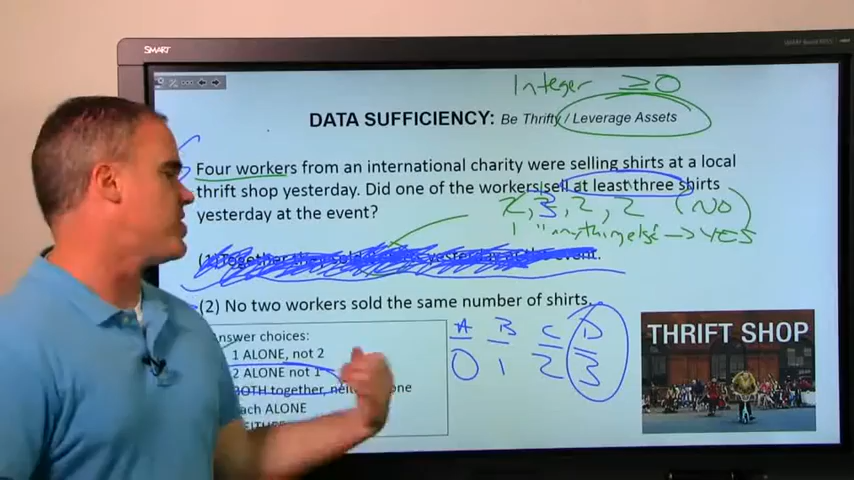 SMART
Integer ≥0
DATA SUFFICIENCY: Be Thrifty / Leverage Assets
Four workers from an international charity were selling shirts at a local
thrift shop yesterday. Did one of the workers sell at least three shirts
yesterday at the event?
2, 3, 2, 2 (NO)
1 "anything else → YES
(1) Together they sold yesterday at the event.
(2) No two workers sold the same number of shirts.
A B C D
0 1 2 3
nswer choices:
1 ALONE, not 2
2 ALONE not 1
BOTH together, one
ach ALONE
THRIFT SHOP